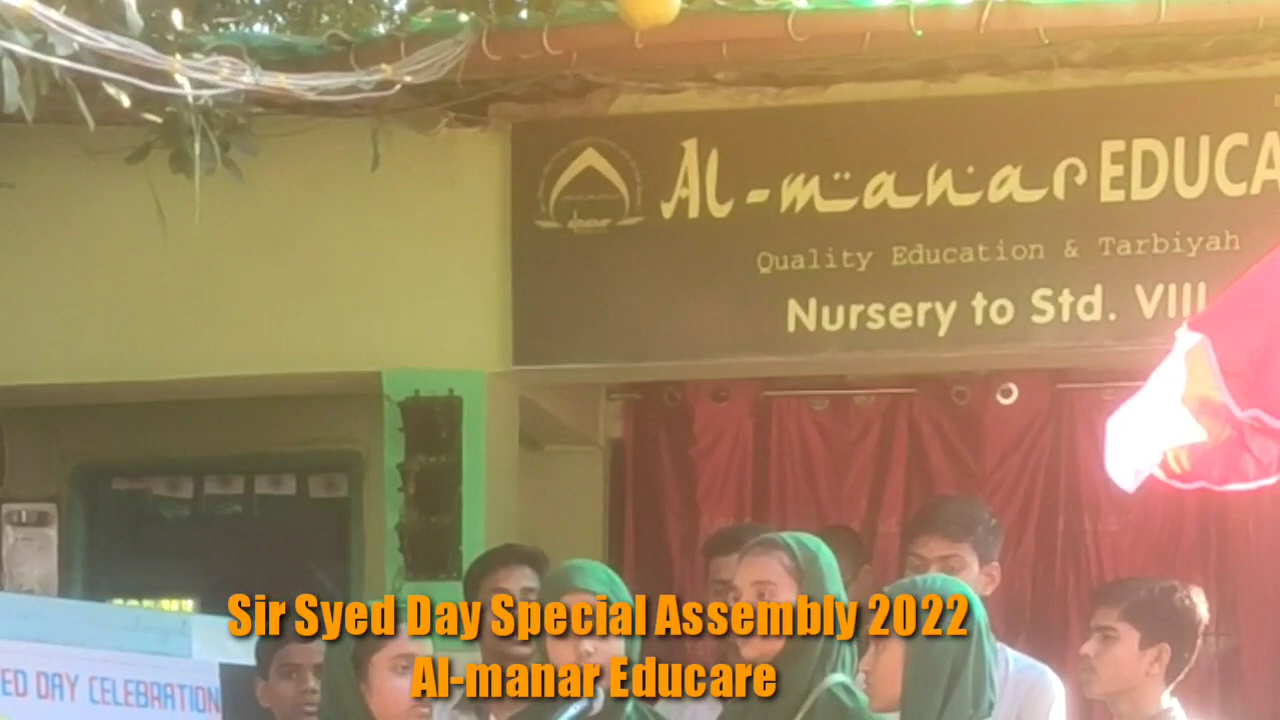 Al-manar EDUCA
almanar
Quality Education & Tarbiyah
Nursery to Std. VIII
ED DAY CELEBRATION
Sir Syed Day Special Assembly 2022
Al-manar Educare